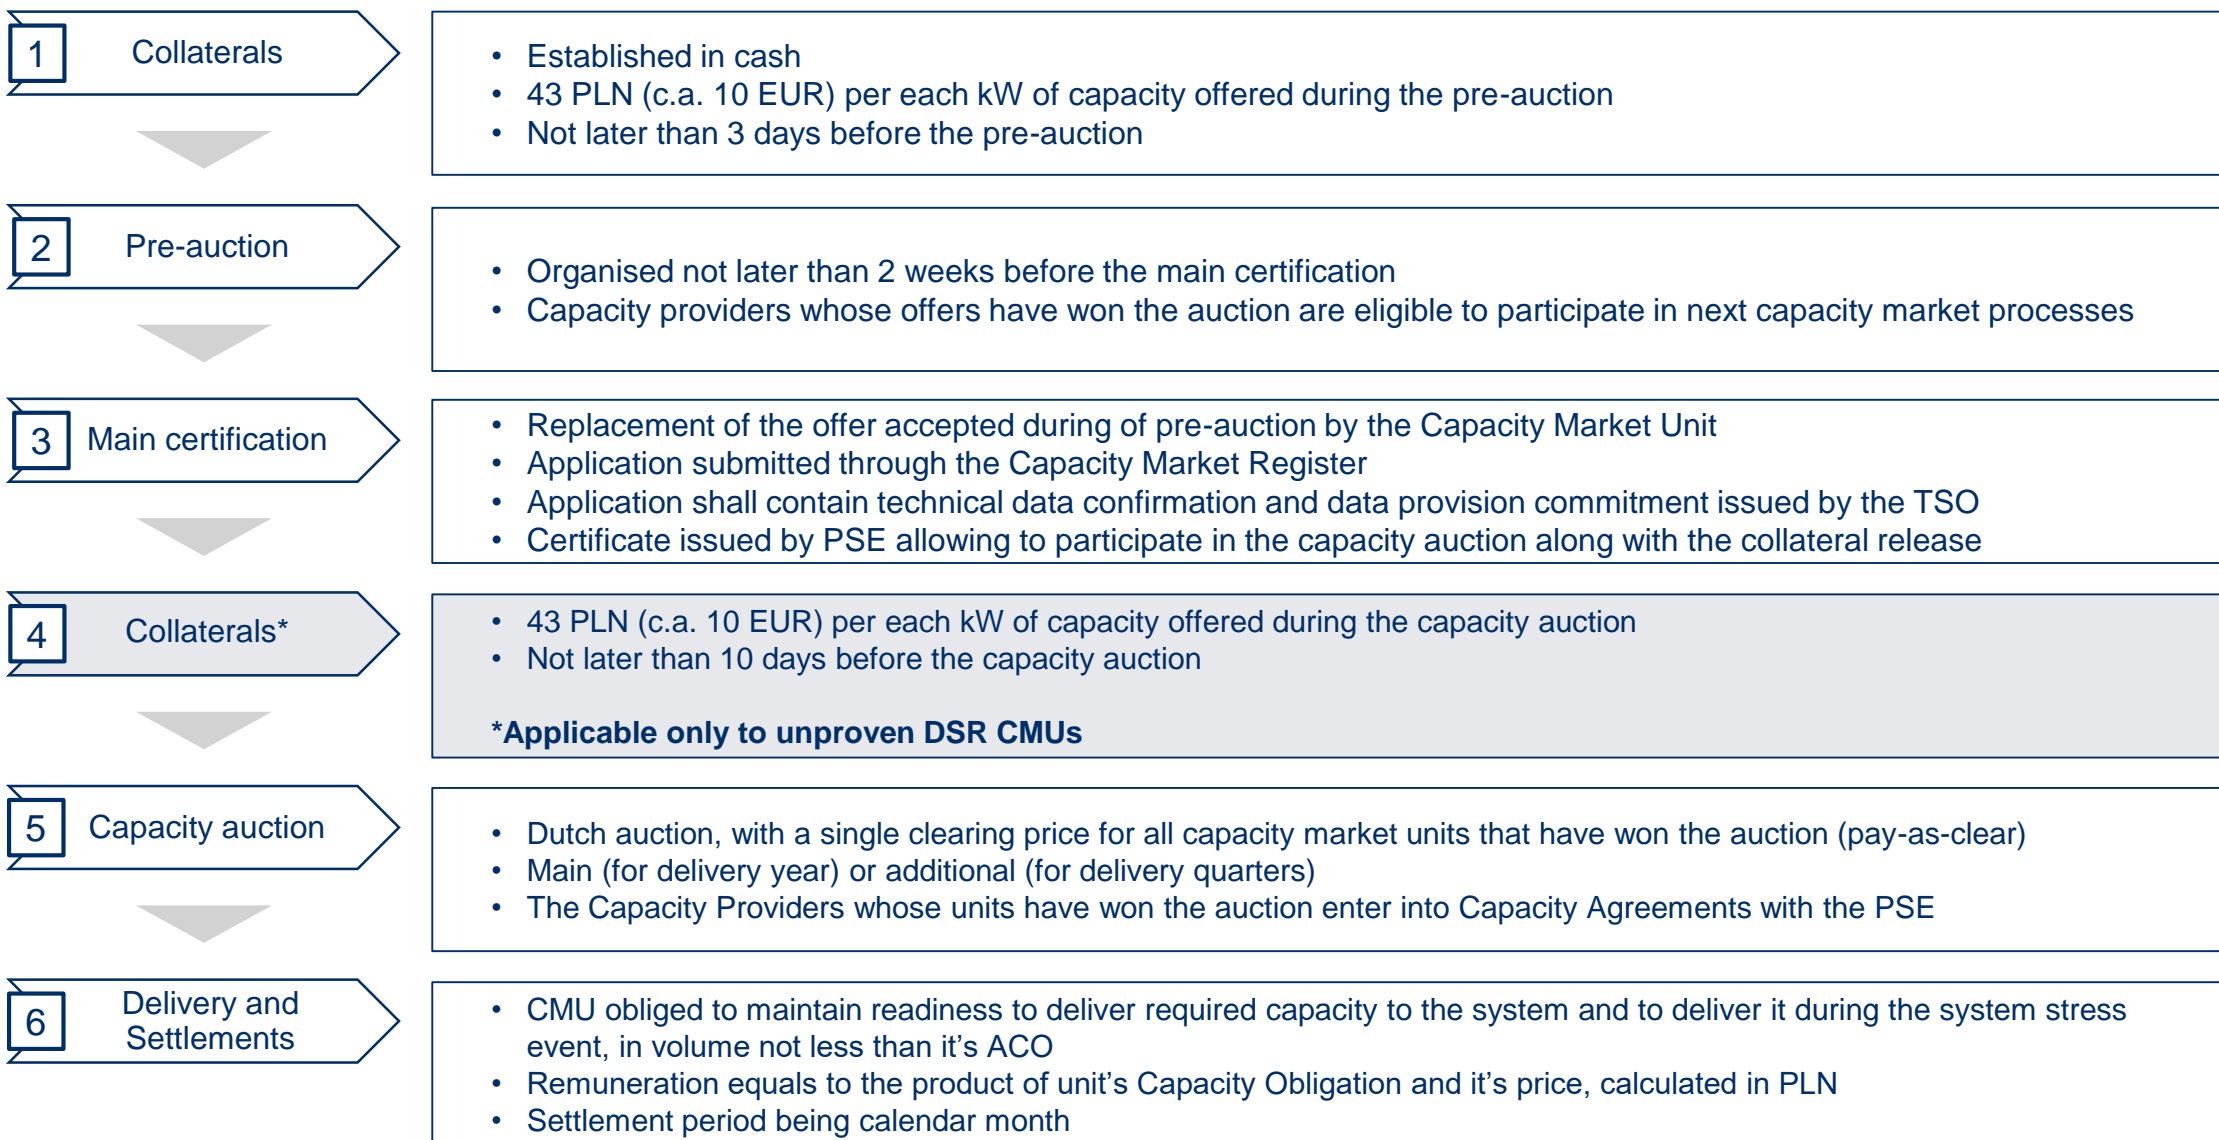 1
Collaterals
• Established in cash
• 43 PLN (c.a. 10 EUR) per each kW of capacity offered during the pre-auction
• Not later than 3 days before the pre-auction
2
Pre-auction
• Organised not later than 2 weeks before the main certification
• Capacity providers whose offers have won the auction are eligible to participate in next capacity market processes
3
Main certification
• Replacement of the offer accepted during of pre-auction by the Capacity Market Unit
• Application submitted through the Capacity Market Register
• Application shall contain technical data confirmation and data provision commitment issued by the TSO
• Certificate issued by PSE allowing to participate in the capacity auction along with the collateral release
4
Collaterals*
• 43 PLN (c.a. 10 EUR) per each kW of capacity offered during the capacity auction
• Not later than 10 days before the capacity auction
*Applicable only to unproven DSR CMUs
5
Capacity auction
• Dutch auction, with a single clearing price for all capacity market units that have won the auction (pay-as-clear)
• Main (for delivery year) or additional (for delivery quarters)
• The Capacity Providers whose units have won the auction enter into Capacity Agreements with the PSE
6
Delivery and
Settlements
• CMU obliged to maintain readiness to deliver required capacity to the system and to deliver it during the system stress
event, in volume not less than it's ACO
• Remuneration equals to the product of unit's Capacity Obligation and it's price, calculated in PLN
• Settlement period being calendar month